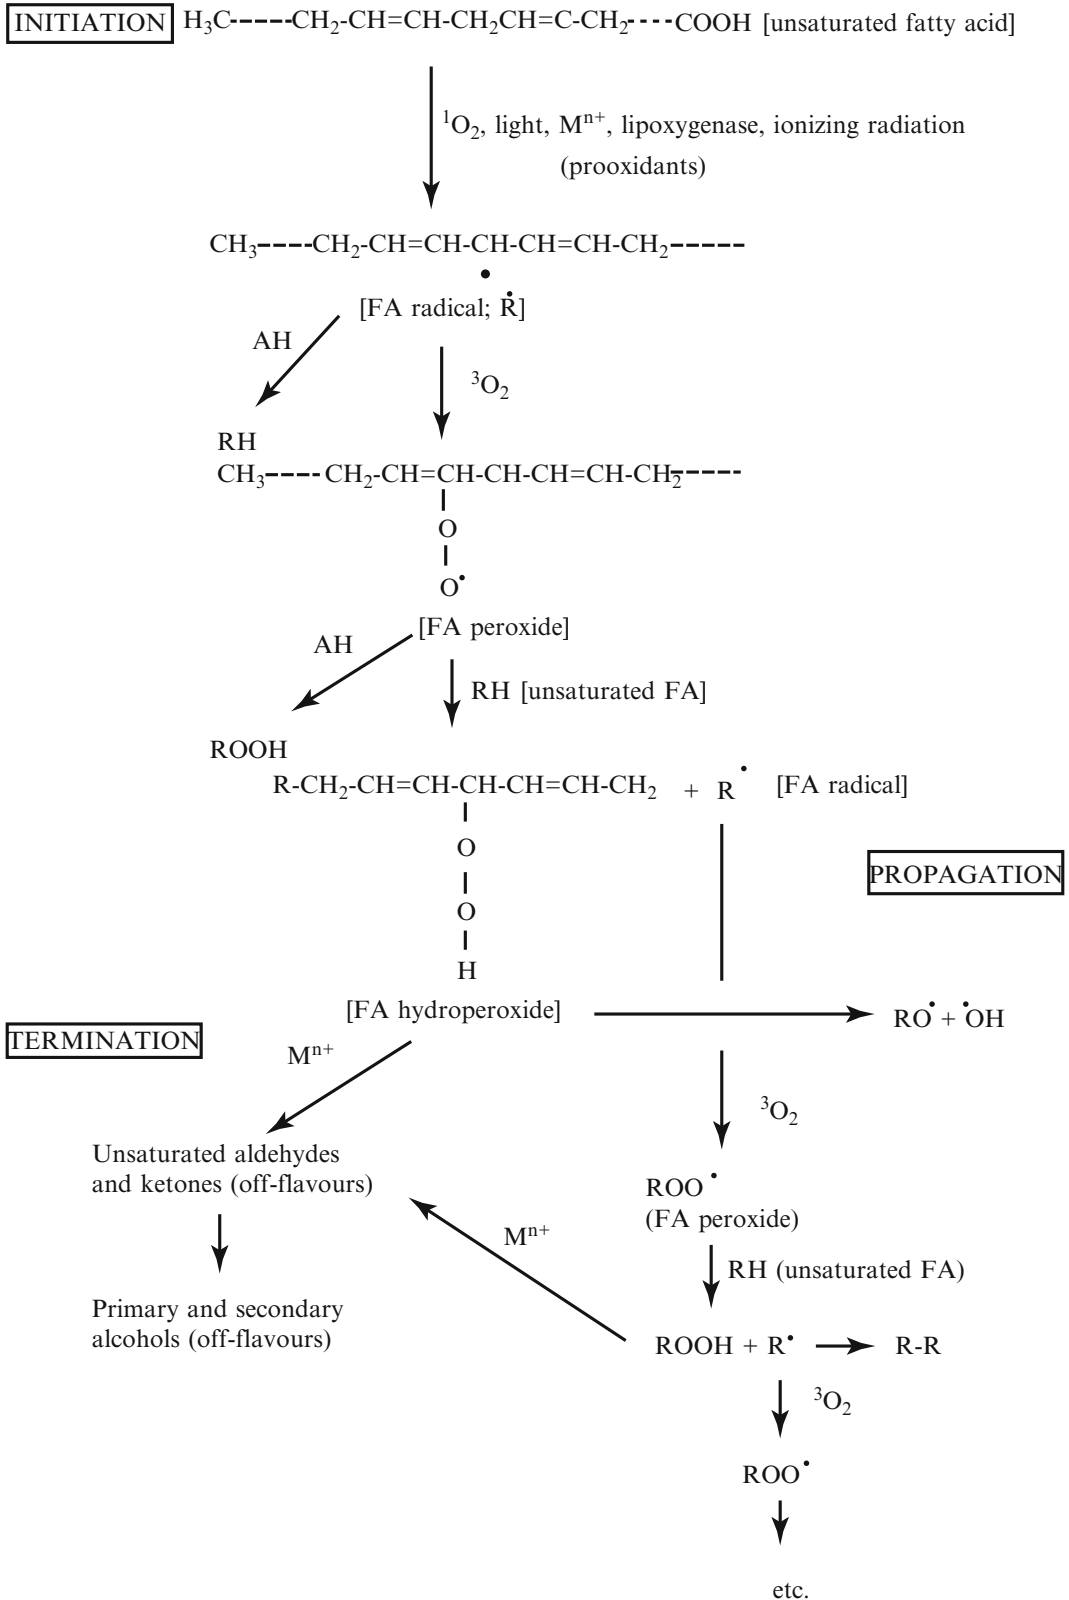 INITIATION H₃C-----CH₂-CH=CH-CH₂CH=C-CH₂----COOH [unsaturated fatty acid]
¹O₂, light, Mⁿ⁺, lipoxygenase, ionizing radiation
(prooxidants)
CH₃----CH₂-CH=CH-CH-CH=CH-CH₂-----
•
[FA radical; Ṙ]
AH
³O₂
RH
CH₃----CH₂-CH=CH-CH-CH=CH-CH₂-----
O
O•
[FA peroxide]
AH
RH [unsaturated FA]
ROOH
R-CH₂-CH=CH-CH-CH=CH-CH₂ + R• [FA radical]
O
PROPAGATION
O
H
[FA hydroperoxide]
RO• + •OH
TERMINATION
Mⁿ⁺
³O₂
Unsaturated aldehydes
and ketones (off-flavours)
ROO•
(FA peroxide)
Mⁿ⁺
RH (unsaturated FA)
Primary and secondary
alcohols (off-flavours)
ROOH + R•
R-R
³O₂
ROO•
etc.